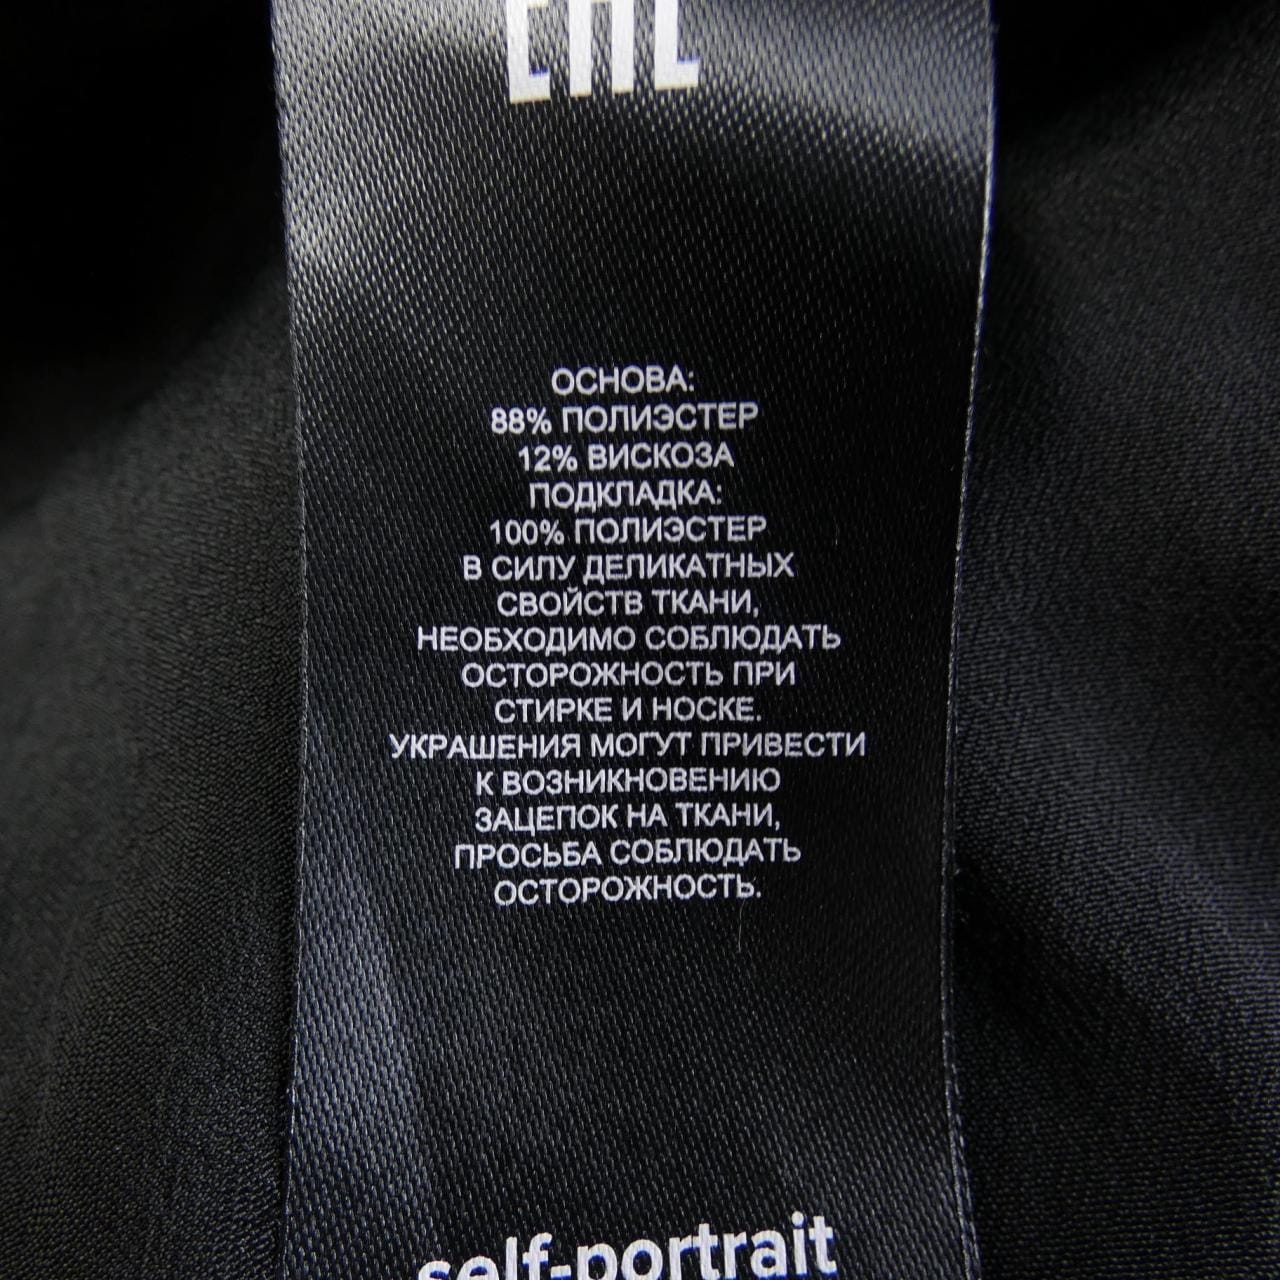 EAC
ОСНОВА:
88% ПОЛИЭСТЕР
12% ВИСКОЗА
ПОДКЛАДКА:
100% ПОЛИЭСТЕР
В СИЛУ ДЕЛИКАТНЫХ
СВОЙСТВ ТКАНИ,
НЕОБХОДИМО СОБЛЮДАТЬ
ОСТОРОЖНОСТЬ ПРИ
СТИРКЕ И НОСКЕ.
УКРАШЕНИЯ МОГУТ ПРИВЕСТИ
К ВОЗНИКНОВЕНИЮ
ЗАЦЕПОК НА ТКАНИ,
ПРОСЬБА СОБЛЮДАТЬ
ОСТОРОЖНОСТЬ.
self-portrait